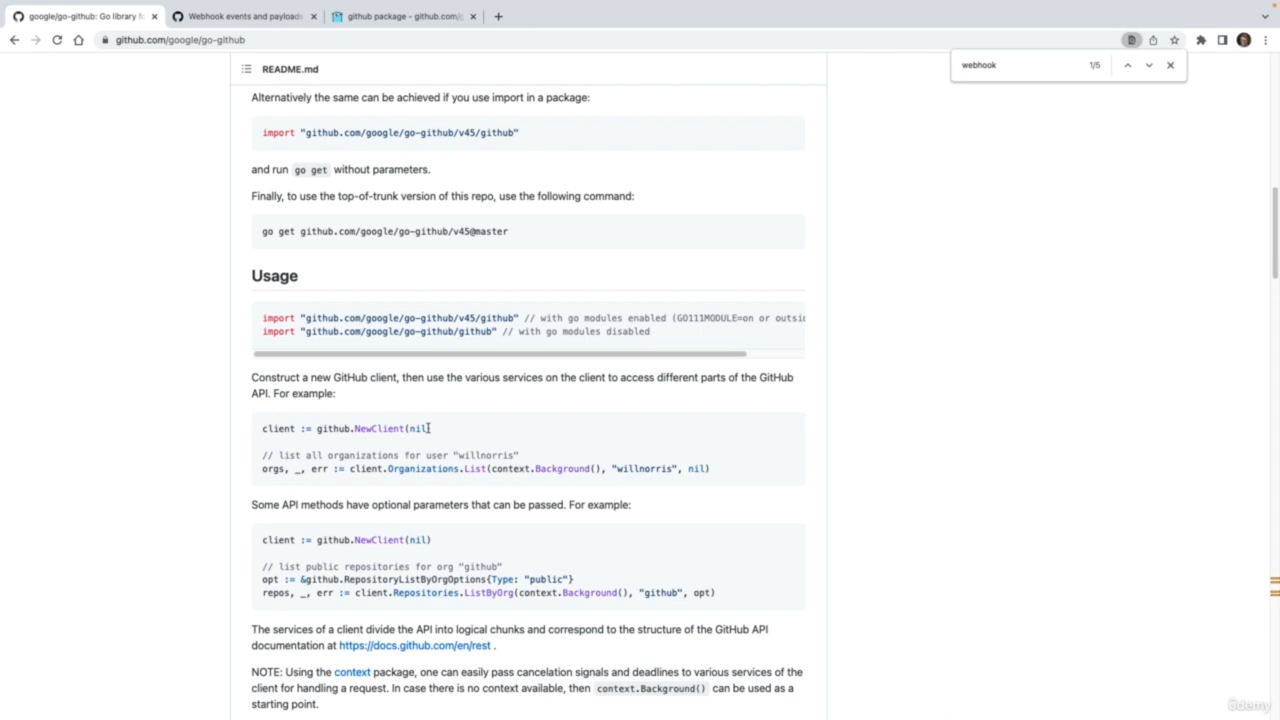 google/go-github: Go library fo
Webhook events and payloads
github package - github.com/g
github.com/google/go-github
webhook
1/5
README.md
Alternatively the same can be achieved if you use import in a package:
import "github.com/google/go-github/v45/github"
and run go get without parameters.
Finally, to use the top-of-trunk version of this repo, use the following command:
go get github.com/google/go-github/v45@master
Usage
import "github.com/google/go-github/v45/github" // with go modules enabled (GO111MODULE=on or outsid
import "github.com/google/go-github/github" // with go modules disabled
Construct a new GitHub client, then use the various services on the client to access different parts of the GitHub
API. For example:
client := github.NewClient(nil)
// list all organizations for user "willnorris"
orgs, _, err := client.Organizations.List(context.Background(), "willnorris", nil)
Some API methods have optional parameters that can be passed. For example:
client := github.NewClient(nil)
// list public repositories for org "github"
opt := &github.RepositoryListByOrgOptions{Type: "public"}
repos, _, err := client.Repositories.ListByOrg(context.Background(), "github", opt)
The services of a client divide the API into logical chunks and correspond to the structure of the GitHub API
documentation at https://docs.github.com/en/rest .
NOTE: Using the context package, one can easily pass cancelation signals and deadlines to various services of the
client for handling a request. In case there is no context available, then context.Background() can be used as a
starting point.
ûdemy